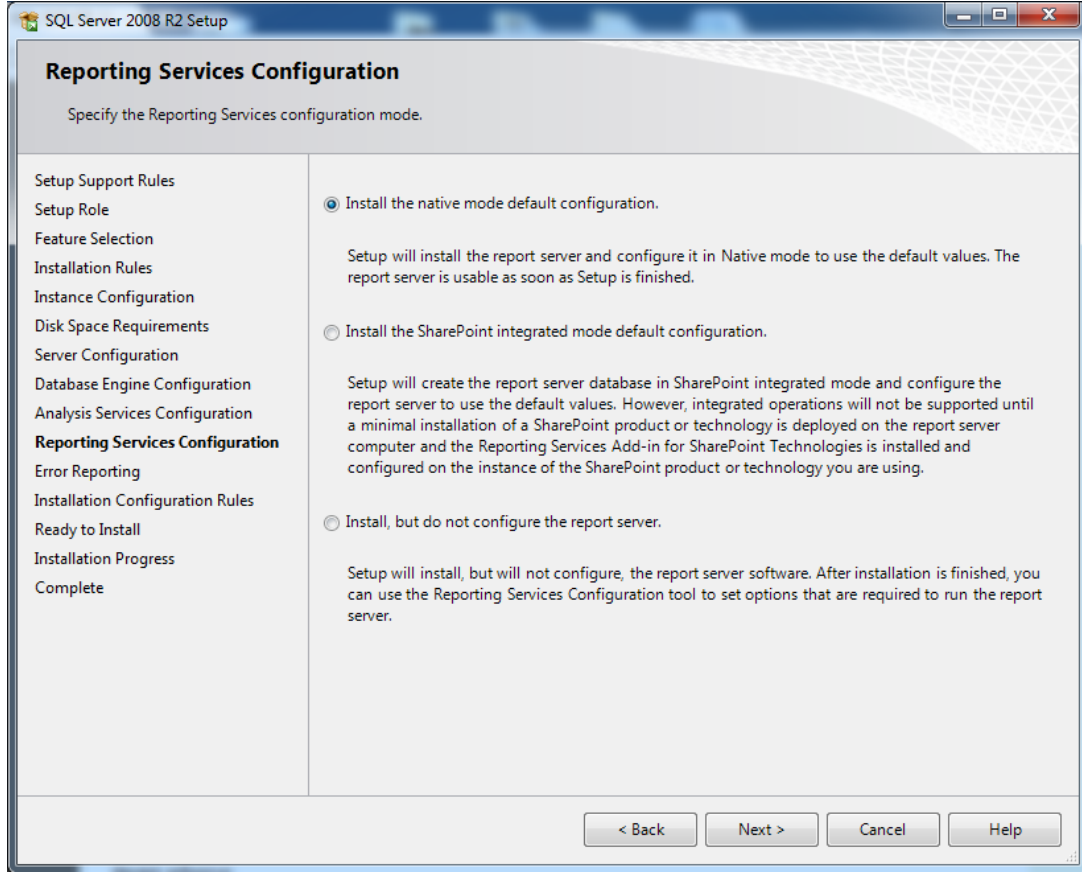 SQL Server 2008 R2 Setup
Reporting Services Configuration
Specify the Reporting Services configuration mode.
Setup Support Rules
Setup Role
Feature Selection
Installation Rules
Instance Configuration
Disk Space Requirements
Server Configuration
Database Engine Configuration
Analysis Services Configuration
Reporting Services Configuration
Error Reporting
Installation Configuration Rules
Ready to Install
Installation Progress
Complete
Install the native mode default configuration.
Setup will install the report server and configure it in Native mode to use the default values. The
report server is usable as soon as Setup is finished.
Install the SharePoint integrated mode default configuration.
Setup will create the report server database in SharePoint integrated mode and configure the
report server to use the default values. However, integrated operations will not be supported until
a minimal installation of a SharePoint product or technology is deployed on the report server
computer and the Reporting Services Add-in for SharePoint Technologies is installed and
configured on the instance of the SharePoint product or technology you are using.
Install, but do not configure the report server.
Setup will install, but will not configure, the report server software. After installation is finished, you
can use the Reporting Services Configuration tool to set options that are required to run the report
server.
< Back
Next >
Cancel
Help